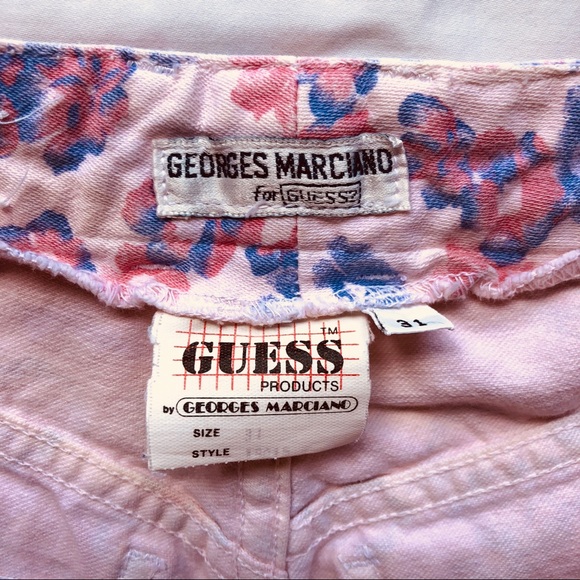 GEORGES MARCIANO
for GUESS?
31
TM
GUESS
PRODUCTS
by GEORGES MARCIANO
SIZE
STYLE